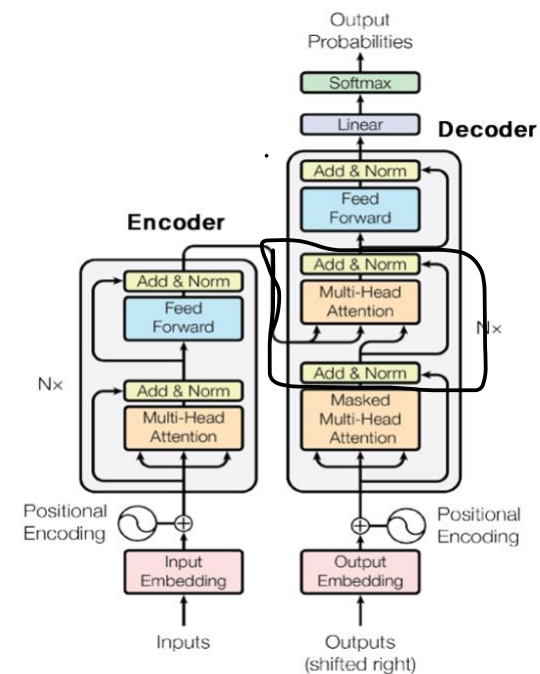 Output
Probabilities
Softmax
Linear
Decoder
Add & Norm
Feed
Forward
Add & Norm
Multi-Head
Attention
Nx
Add & Norm
Masked
Multi-Head
Attention
Positional
Encoding
Output
Embedding
Outputs
(shifted right)
Encoder
Add & Norm
Feed
Forward
Nx
Add & Norm
Multi-Head
Attention
Positional
Encoding
Input
Embedding
Inputs